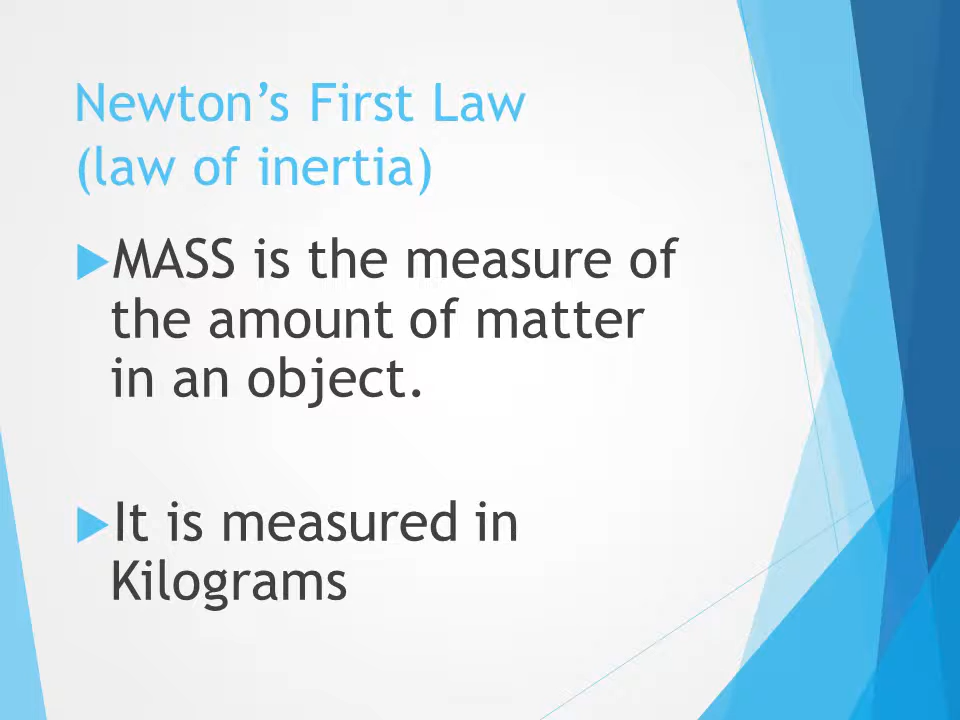 Newton’s First Law
(law of inertia)
MASS is the measure of
the amount of matter
in an object.
It is measured in
Kilograms